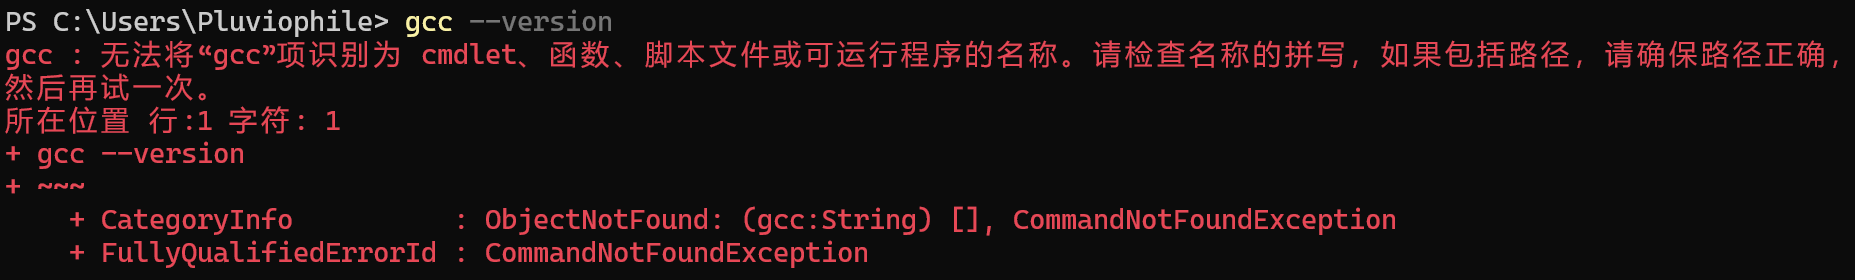 PS C:\Users\Pluviophile> gcc --version
gcc : 无法将“gcc”项识别为 cmdlet、函数、脚本文件或可运行程序的名称。请检查名称的拼写，如果包括路径，请确保路径正确，
然后再试一次。
所在位置 行:1 字符: 1
+ gcc --version
+ ~~~
    + CategoryInfo          : ObjectNotFound: (gcc:String) [], CommandNotFoundException
    + FullyQualifiedErrorId : CommandNotFoundException